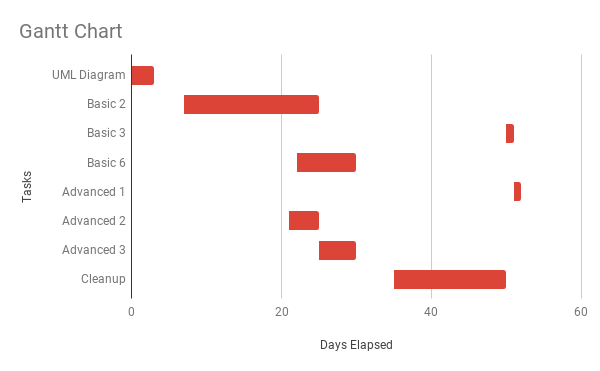 Gantt Chart
UML Diagram
Basic 2
Basic 3
Basic 6
Advanced 1
Advanced 2
Advanced 3
Cleanup
Tasks
0 20 40 60
Days Elapsed